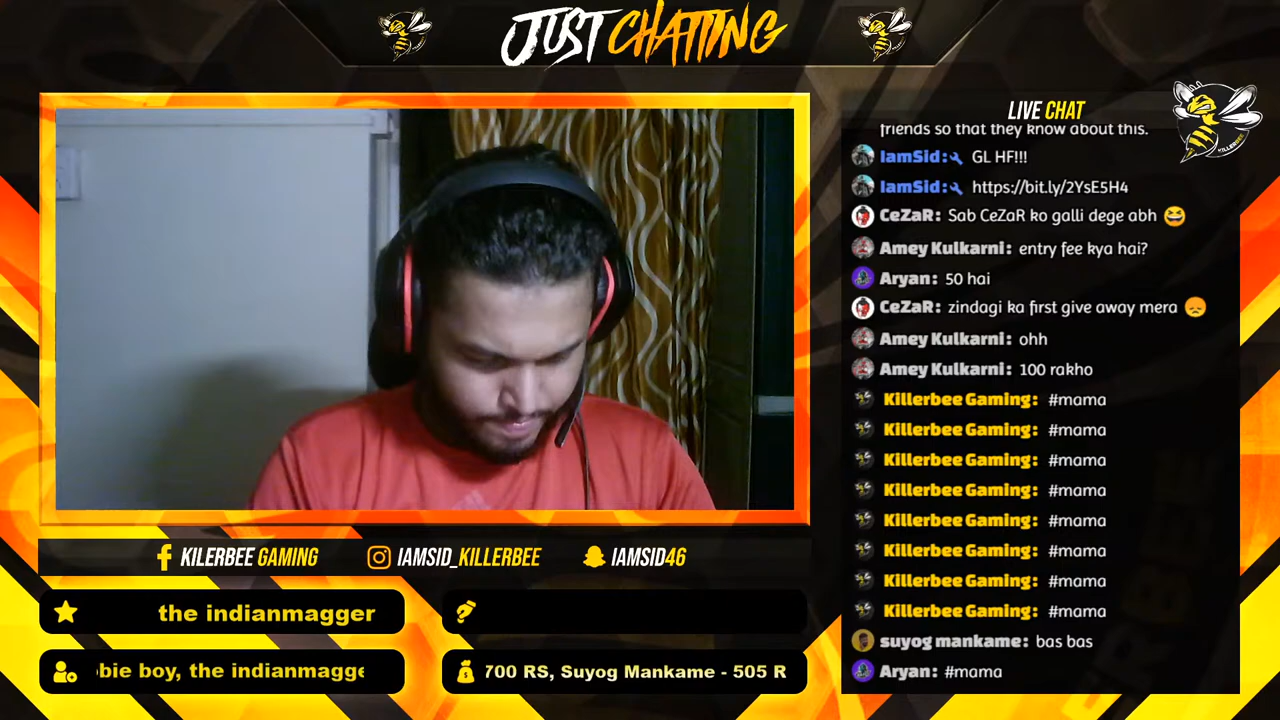 JUST CHATTING
LIVE CHAT
friends so that they know about this.
IamSid: GL HF!!!
IamSid: https://bit.ly/2YsE5H4
CeZaR: Sab CeZaR ko galli dege abh 😆
Amey Kulkarni: entry fee kya hai?
Aryan: 50 hai
CeZaR: zindagi ka first give away mera 😞
Amey Kulkarni: ohh
Amey Kulkarni: 100 rakho
Killerbee Gaming: #mama
Killerbee Gaming: #mama
Killerbee Gaming: #mama
Killerbee Gaming: #mama
Killerbee Gaming: #mama
Killerbee Gaming: #mama
Killerbee Gaming: #mama
Killerbee Gaming: #mama
suyog mankame: bas bas
Aryan: #mama
KILERBEE GAMING
IAMSID_KILLERBEE
IAMSID46
the indianmagger
bie boy, the indianmagge
700 RS, Suyog Mankame - 505 R
KILLERBEE